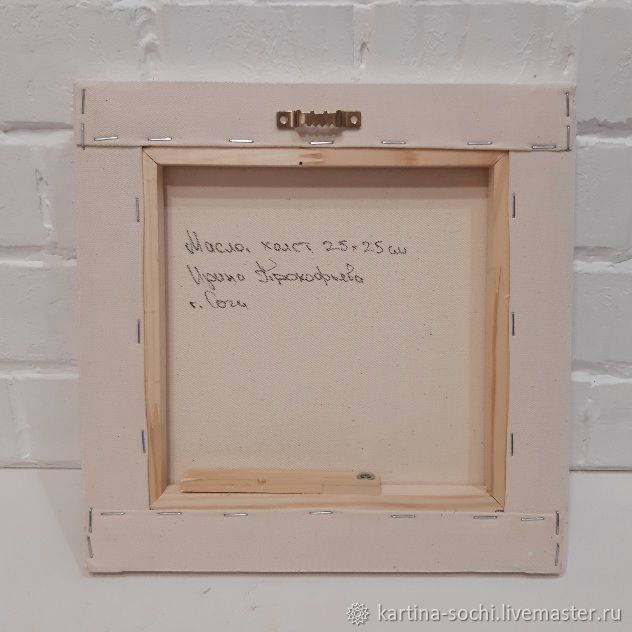 Масло, холст 25×25 см
Ирина Прокофьева
г. Сочи
kartina-sochi.livemaster.ru